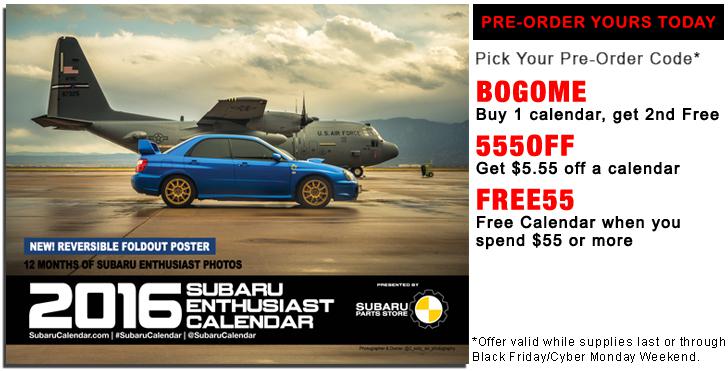 AFRC
U.S. AIR FORCE
NEW! REVERSIBLE FOLDOUT POSTER
12 MONTHS OF SUBARU ENTHUSIAST PHOTOS
2016 SUBARU
ENTHUSIAST
CALENDAR
SubaruCalendar.com | #SubaruCalendar | @SubaruCalendar
PRESENTED BY
SUBARU
PARTS STORE
PRE-ORDER YOURS TODAY
Pick Your Pre-Order Code*
BOGOME
Buy 1 calendar, get 2nd Free
555OFF
Get $5.55 off a calendar
FREE55
Free Calendar when you
spend $55 or more
*Offer valid while supplies last or through
Black Friday/Cyber Monday Weekend.